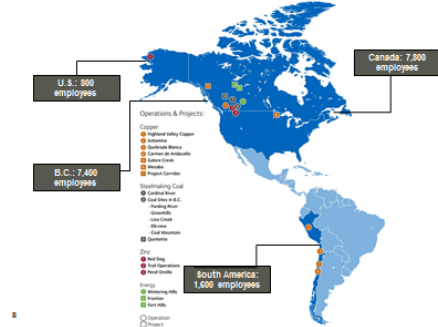 Canada: 7,800
employees
U.S.: 800
employees
B.C.: 7,400
employees
Operations & Projects:
Copper
Highland Valley Copper
Antamina
Quebrada Blanca
Carmen de Andacollo
Galore Creek
Mesaba
Project Corridor
Steelmaking Coal
Cardinal River
Coal Sites in B.C.
- Fording River
- Greenhills
- Line Creek
- Elkview
- Coal Mountain
Quintette
Zinc
Red Dog
Trail Operations
Pend Oreille
Energy
Wintering Hills
Frontier
Fort Hills
Operation
Project
South America:
1,600 employees
8